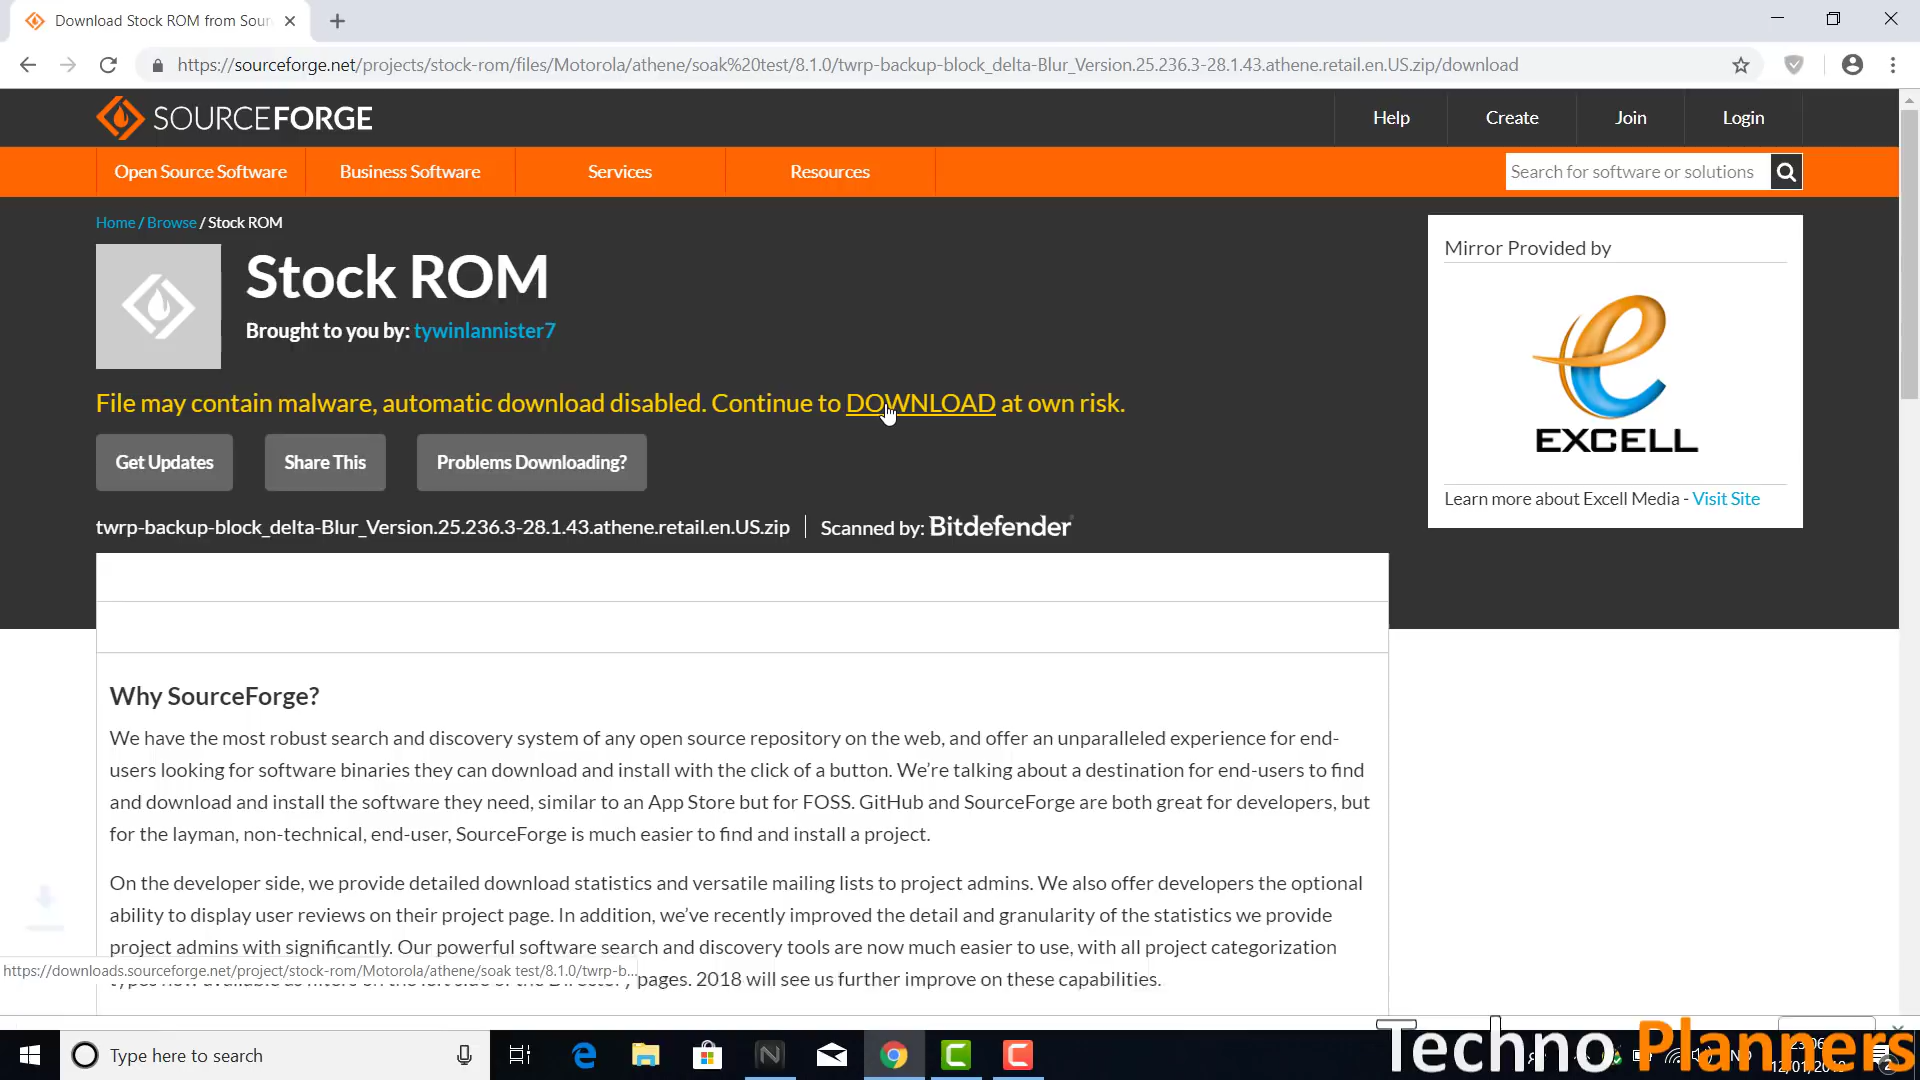 Download Stock ROM from Sour
https://sourceforge.net/projects/stock-rom/files/Motorola/athene/soak%20test/8.1.0/twrp-backup-block_delta-Blur_Version.25.236.3-28.1.43.athene.retail.en.US.zip/download
SOURCEFORGE
Help
Create
Join
Login
Open Source Software
Business Software
Services
Resources
Search for software or solutions
Home / Browse / Stock ROM
Stock ROM
Brought to you by: tywinlannister7
Mirror Provided by
EXCELL
Learn more about Excell Media - Visit Site
File may contain malware, automatic download disabled. Continue to DOWNLOAD at own risk.
Get Updates
Share This
Problems Downloading?
twrp-backup-block_delta-Blur_Version.25.236.3-28.1.43.athene.retail.en.US.zip
Scanned by: Bitdefender
Why SourceForge?
We have the most robust search and discovery system of any open source repository on the web, and offer an unparalleled experience for end-
users looking for software binaries they can download and install with the click of a button. We're talking about a destination for end-users to find
and download and install the software they need, similar to an App Store but for FOSS. GitHub and SourceForge are both great for developers, but
for the layman, non-technical, end-user, SourceForge is much easier to find and install a project.
On the developer side, we provide detailed download statistics and versatile mailing lists to project admins. We also offer developers the optional
ability to display user reviews on their project page. In addition, we've recently improved the detail and granularity of the statistics we provide
project admins with significantly. Our powerful software search and discovery tools are now much easier to use, with all project categorization
pages. 2018 will see us further improve on these capabilities.
https://downloads.sourceforge.net/project/stock-rom/Motorola/athene/soak test/8.1.0/twrp-b...
Type here to search
Techno Planners